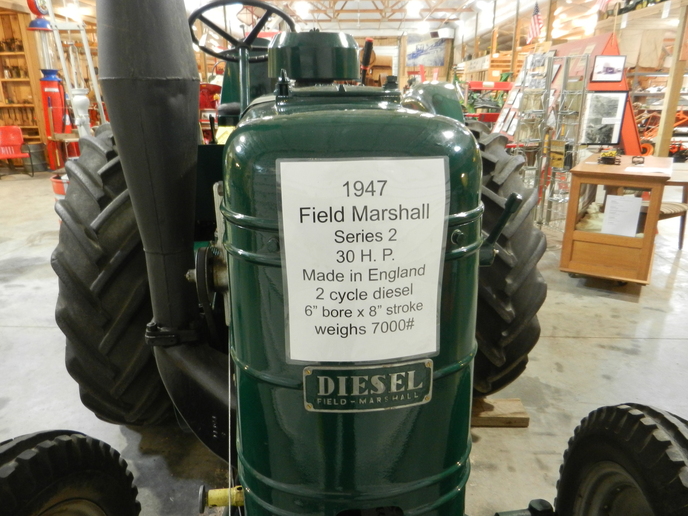 1947
Field Marshall
Series 2
30 H. P.
Made in England
2 cycle diesel
6" bore x 8" stroke
weighs 7000#
DIESEL
FIELD-MARSHALL